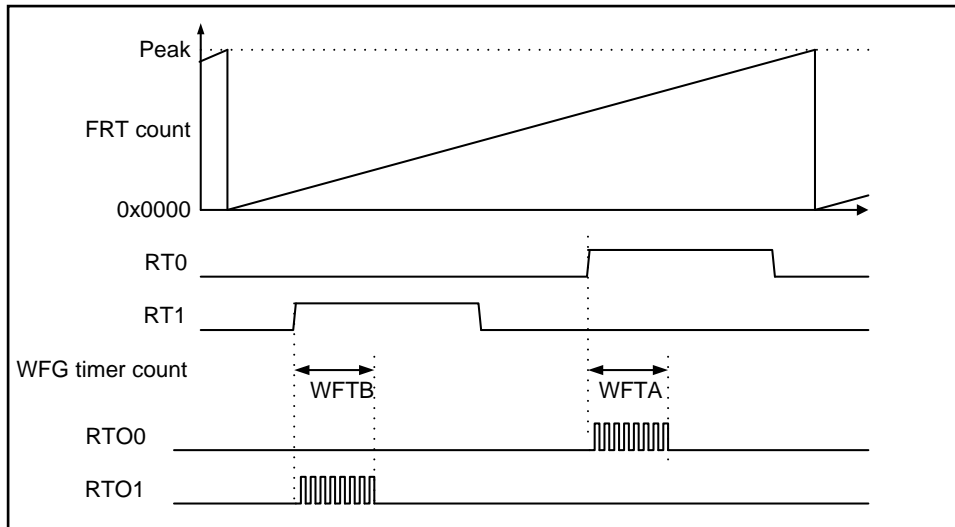 Peak
FRT count
0x0000
RT0
RT1
WFG timer count
WFTB
WFTA
RTO0
RTO1